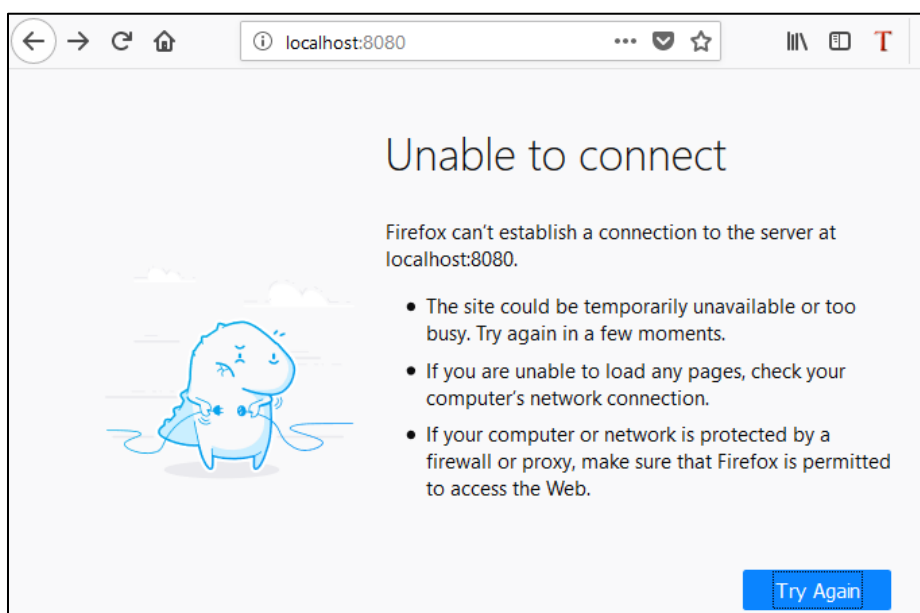 localhost:8080
T
Unable to connect
Firefox can’t establish a connection to the server at
localhost:8080.
The site could be temporarily unavailable or too
busy. Try again in a few moments.
If you are unable to load any pages, check your
computer’s network connection.
If your computer or network is protected by a
firewall or proxy, make sure that Firefox is permitted
to access the Web.
Try Again